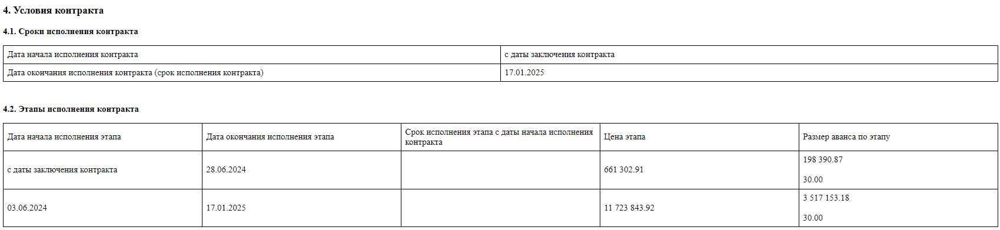 4. Условия контракта
4.1. Сроки исполнения контракта
Дата начала исполнения контракта
с даты заключения контракта
Дата окончания исполнения контракта (срок исполнения контракта)
17.01.2025
4.2. Этапы исполнения контракта
Дата начала исполнения этапа
Дата окончания исполнения этапа
Срок исполнения этапа с даты начала исполнения
контракта
Цена этапа
Размер аванса по этапу
с даты заключения контракта
28.06.2024
661 302.91
198 390.87
30.00
03.06.2024
17.01.2025
11 723 843.92
3 517 153.18
30.00